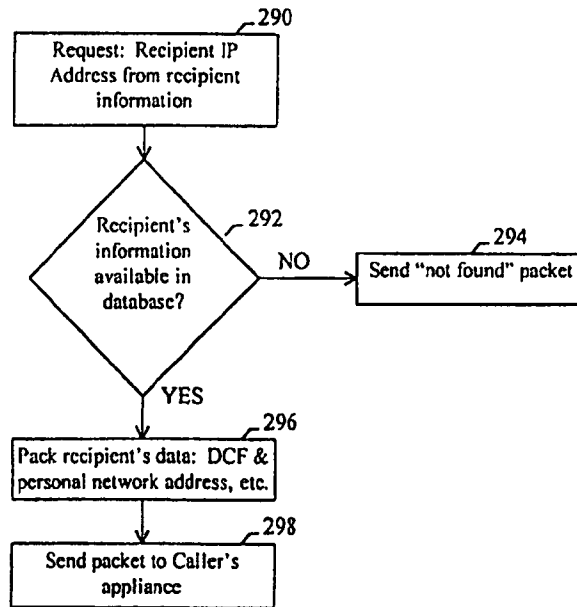 290
Request: Recipient IP
Address from recipient
information
292
Recipient's
information
available in
database?
NO
294
Send “not found” packet
YES
296
Pack recipient's data: DCF &
personal network address, etc.
298
Send packet to Caller's
appliance